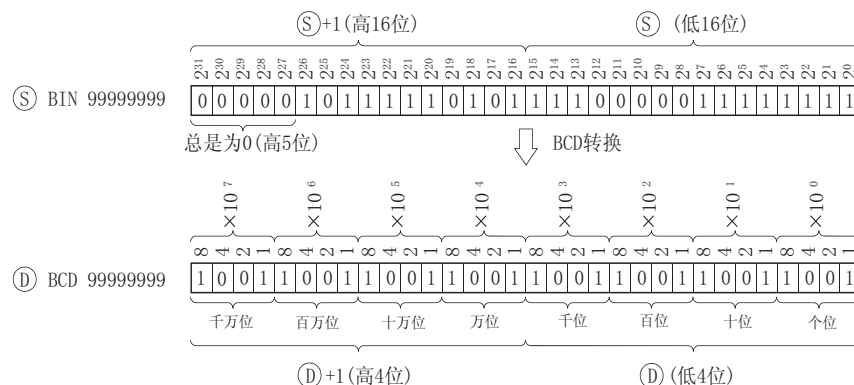 Ⓢ+1(高16位) Ⓢ (低16位)
2³¹ 2³⁰ 2²⁹ 2²⁸ 2²⁷ 2²⁶ 2²⁵ 2²⁴ 2²³ 2²² 2²¹ 2²⁰ 2¹⁹ 2¹⁸ 2¹⁷ 2¹⁶ 2¹⁵ 2¹⁴ 2¹³ 2¹² 2¹¹ 2¹⁰ 2⁹ 2⁸ 2⁷ 2⁶ 2⁵ 2⁴ 2³ 2² 2¹ 2⁰
Ⓢ BIN 99999999 0 0 0 0 0 1 0 1 1 1 1 1 0 1 0 1 1 1 1 0 0 0 0 0 1 1 1 1 1 1 1 1
总是为0(高5位) BCD转换
×10⁷ ×10⁶ ×10⁵ ×10⁴ ×10³ ×10² ×10¹ ×10⁰
8 4 2 1 8 4 2 1 8 4 2 1 8 4 2 1 8 4 2 1 8 4 2 1 8 4 2 1 8 4 2 1
Ⓓ BCD 99999999 1 0 0 1 1 0 0 1 1 0 0 1 1 0 0 1 1 0 0 1 1 0 0 1 1 0 0 1 1 0 0 1
千万位 百万位 十万位 万位 千位 百位 十位 个位
Ⓓ+1(高4位) Ⓓ (低4位)